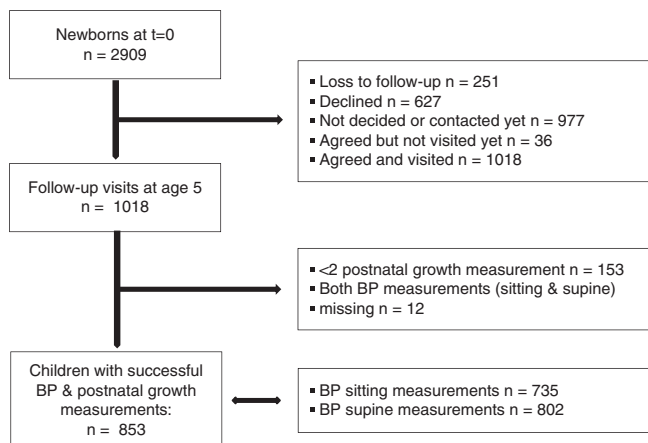 Newborns at t=0
n = 2909
▪ Loss to follow-up n = 251
▪ Declined n = 627
▪ Not decided or contacted yet n = 977
▪ Agreed but not visited yet n = 36
▪ Agreed and visited n = 1018
Follow-up visits at age 5
n = 1018
▪ <2 postnatal growth measurement n = 153
▪ Both BP measurements (sitting & supine)
▪ missing n = 12
Children with successful
BP & postnatal growth
measurements:
n = 853
▪ BP sitting measurements n = 735
▪ BP supine measurements n = 802